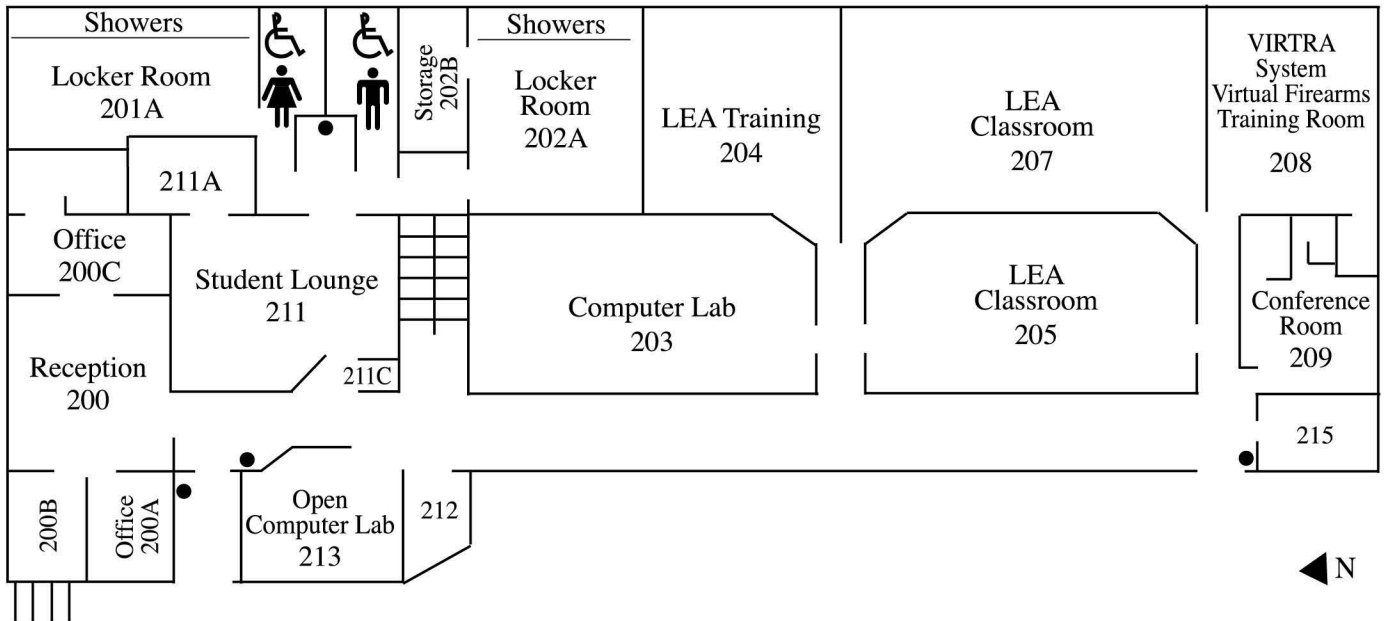 Showers
Locker Room
201A
Storage
202B
Showers
Locker
Room
202A
LEA Training
204
LEA
Classroom
207
VIRTRA
System
Virtual Firearms
Training Room
208
211A
Office
200C
Student Lounge
211
Computer Lab
203
LEA
Classroom
205
Conference
Room
209
Reception
200
211C
215
200B
Office
200A
Open
Computer Lab
213
212
N